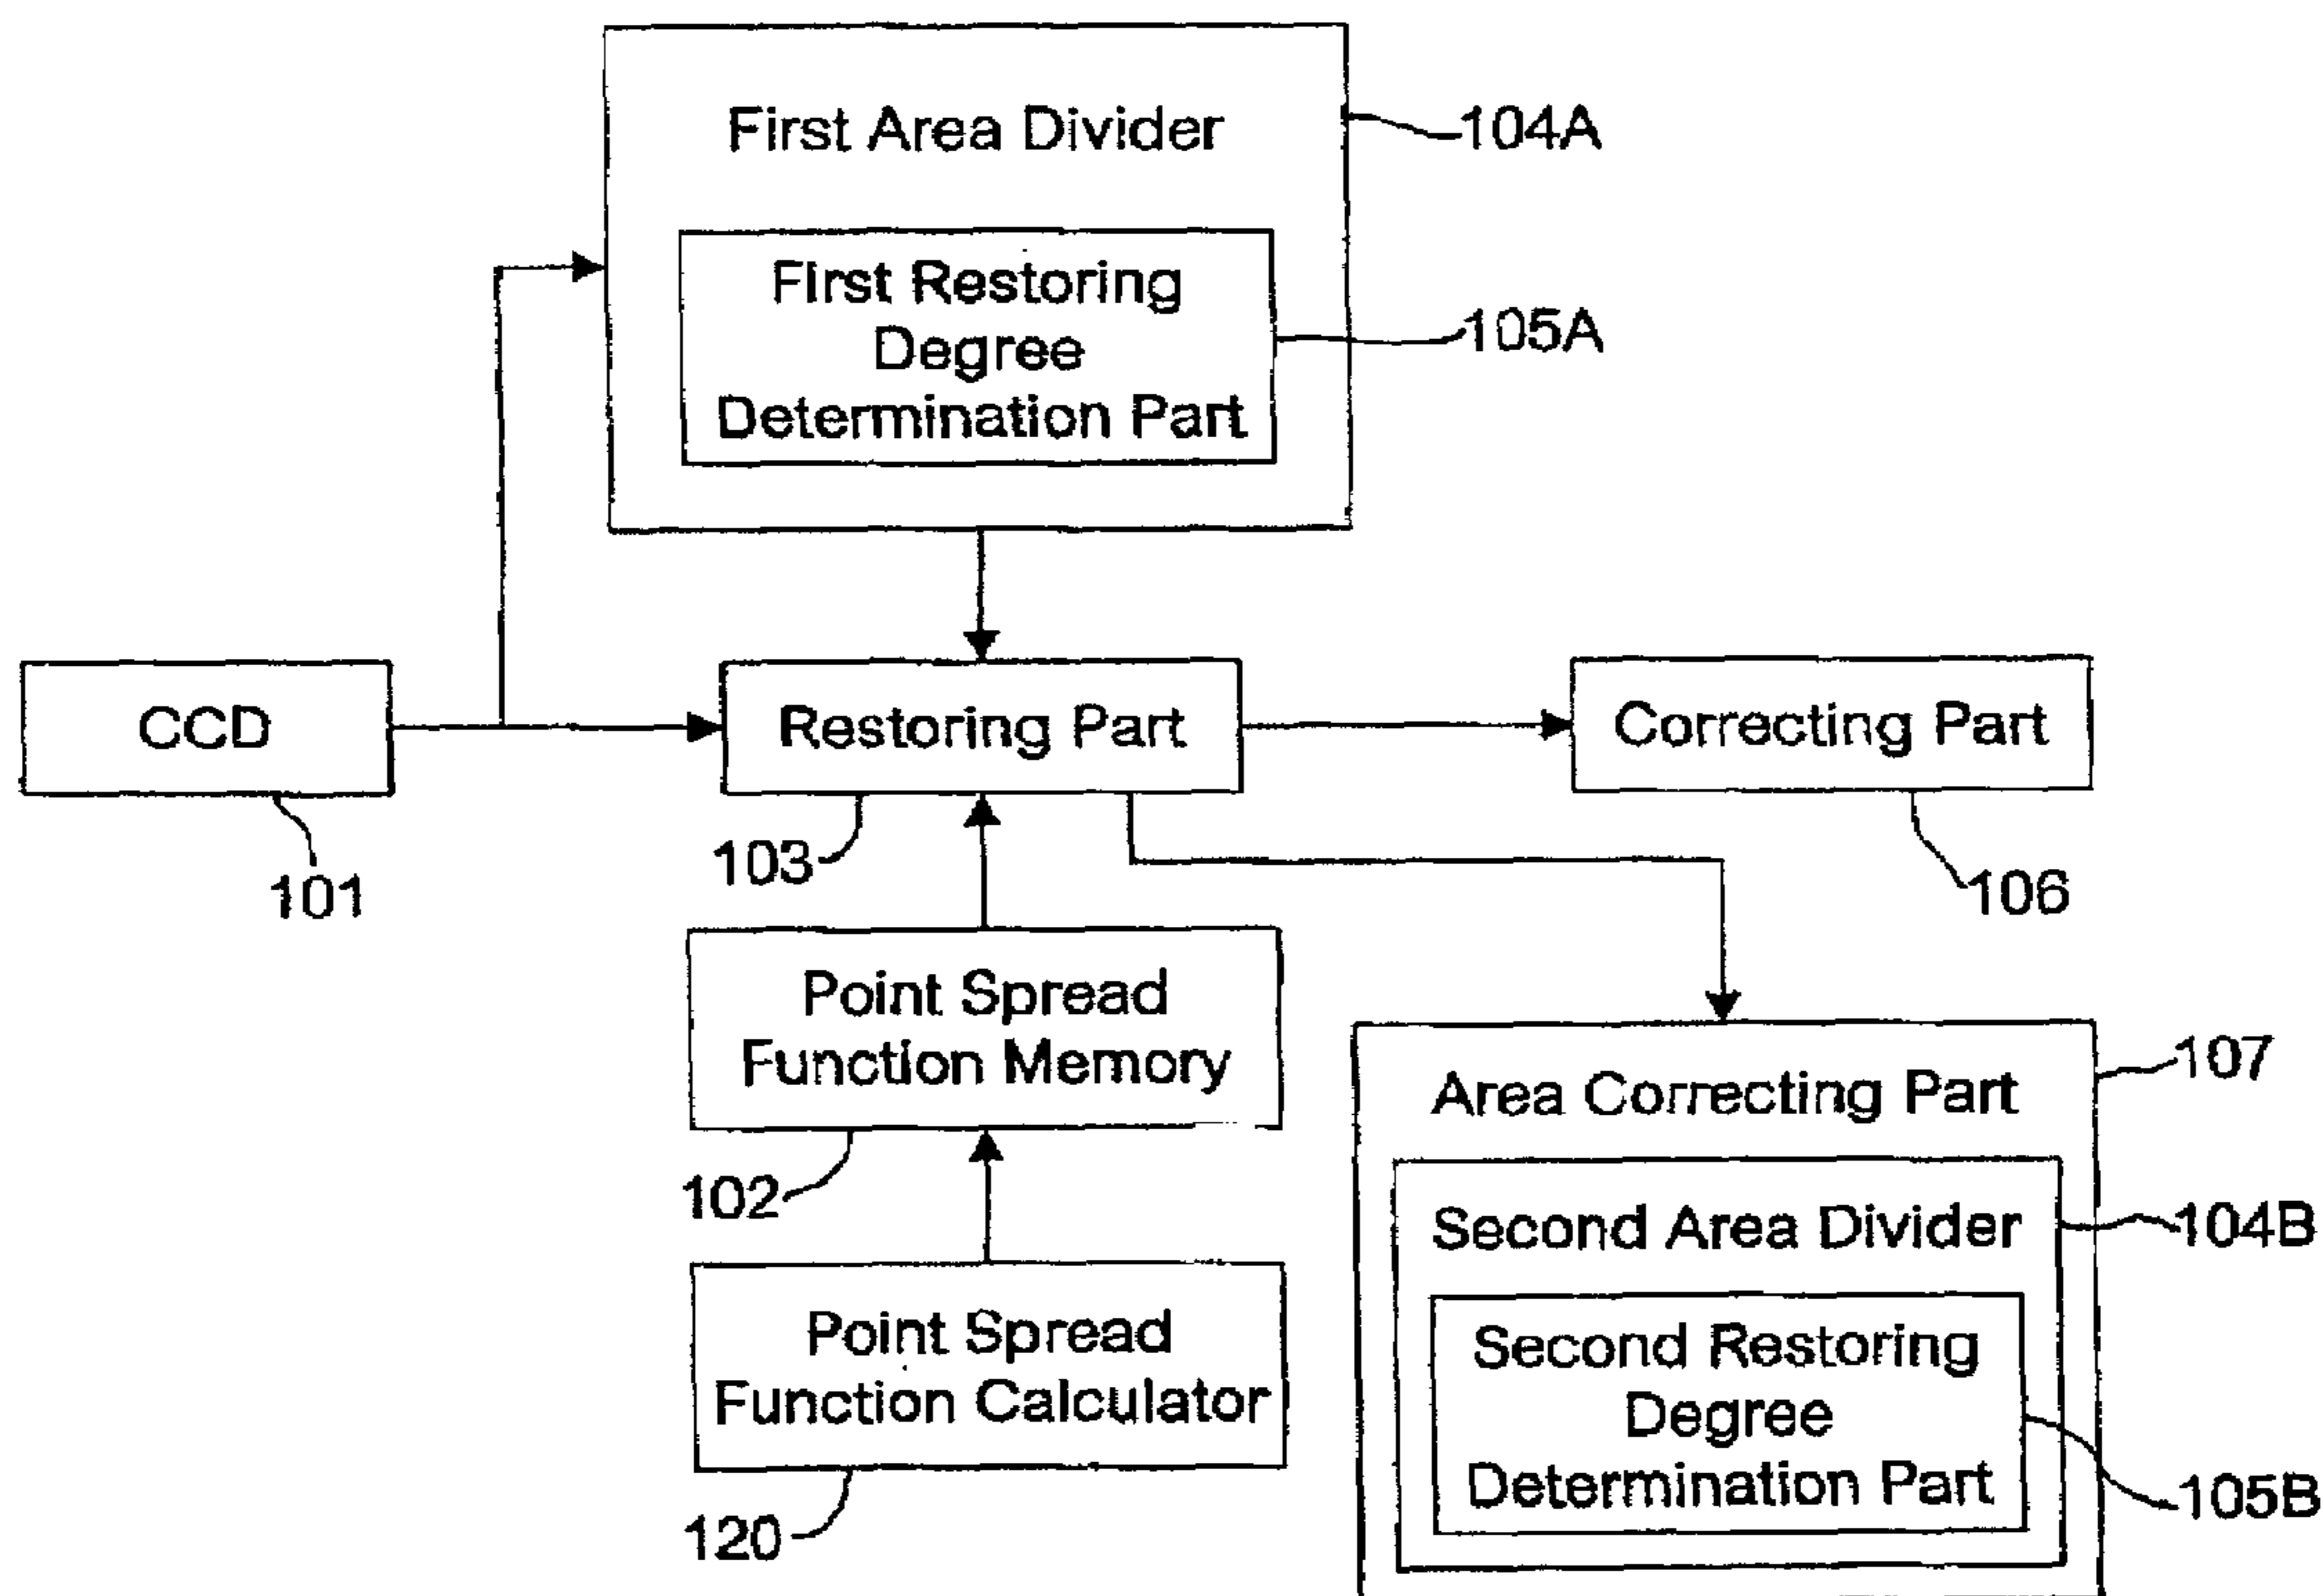 First Area Divider
104A
First Restoring
Degree
Determination Part
105A
CCD
101
Restoring Part
103
Correcting Part
106
Point Spread
Function Memory
102
Point Spread
Function Calculator
120
Area Correcting Part
107
Second Area Divider
104B
Second Restoring
Degree
Determination Part
105B